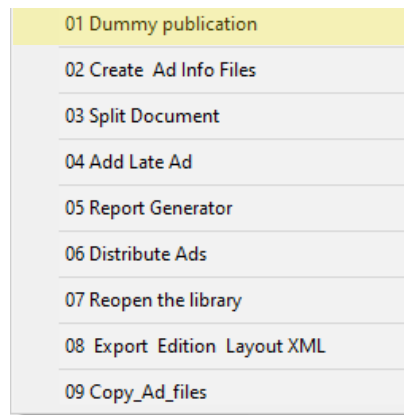 01 Dummy publication
02 Create  Ad Info Files
03 Split Document
04 Add Late Ad
05 Report Generator
06 Distribute Ads
07 Reopen the library
08  Export  Edition  Layout XML
09 Copy_Ad_files